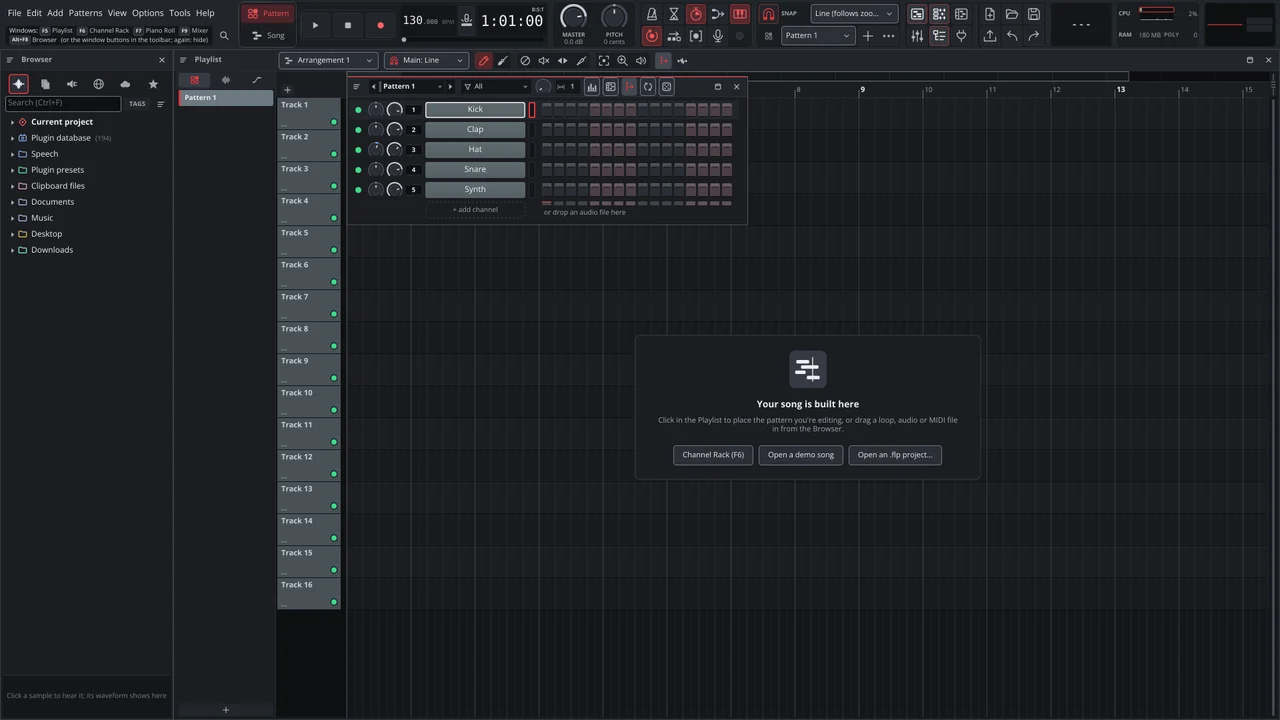 File Edit Add Patterns View Options Tools Help
Windows: F5 Playlist F6 Channel Rack F7 Piano Roll F9 Mixer
Alt+F8 Browser (or the window buttons in the toolbar; again: hide)
Pattern
Song
130.000 BPM
B:S:T
1:01:00
MASTER
0.0 dB
PITCH
0 cents
SNAP
Line (follows zoo...
Pattern 1
---
CPU 2%
RAM 180 MB POLY 0
Browser
Search (Ctrl+F)
TAGS
Current project
Plugin database (194)
Speech
Plugin presets
Clipboard files
Documents
Music
Desktop
Downloads
Click a sample to hear it; its waveform shows here
Playlist
Pattern 1
+
Arrangement 1
Main: Line
8 9 10 11 12 13 14 15
Track 1
Track 2
Track 3
Track 4
Track 5
Track 6
Track 7
Track 8
Track 9
Track 10
Track 11
Track 12
Track 13
Track 14
Track 15
Track 16
Pattern 1
All
1
1 Kick
2 Clap
3 Hat
4 Snare
5 Synth
+ add channel
or drop an audio file here
Your song is built here
Click in the Playlist to place the pattern you're editing, or drag a loop, audio or MIDI file
in from the Browser.
Channel Rack (F6)
Open a demo song
Open an .flp project...